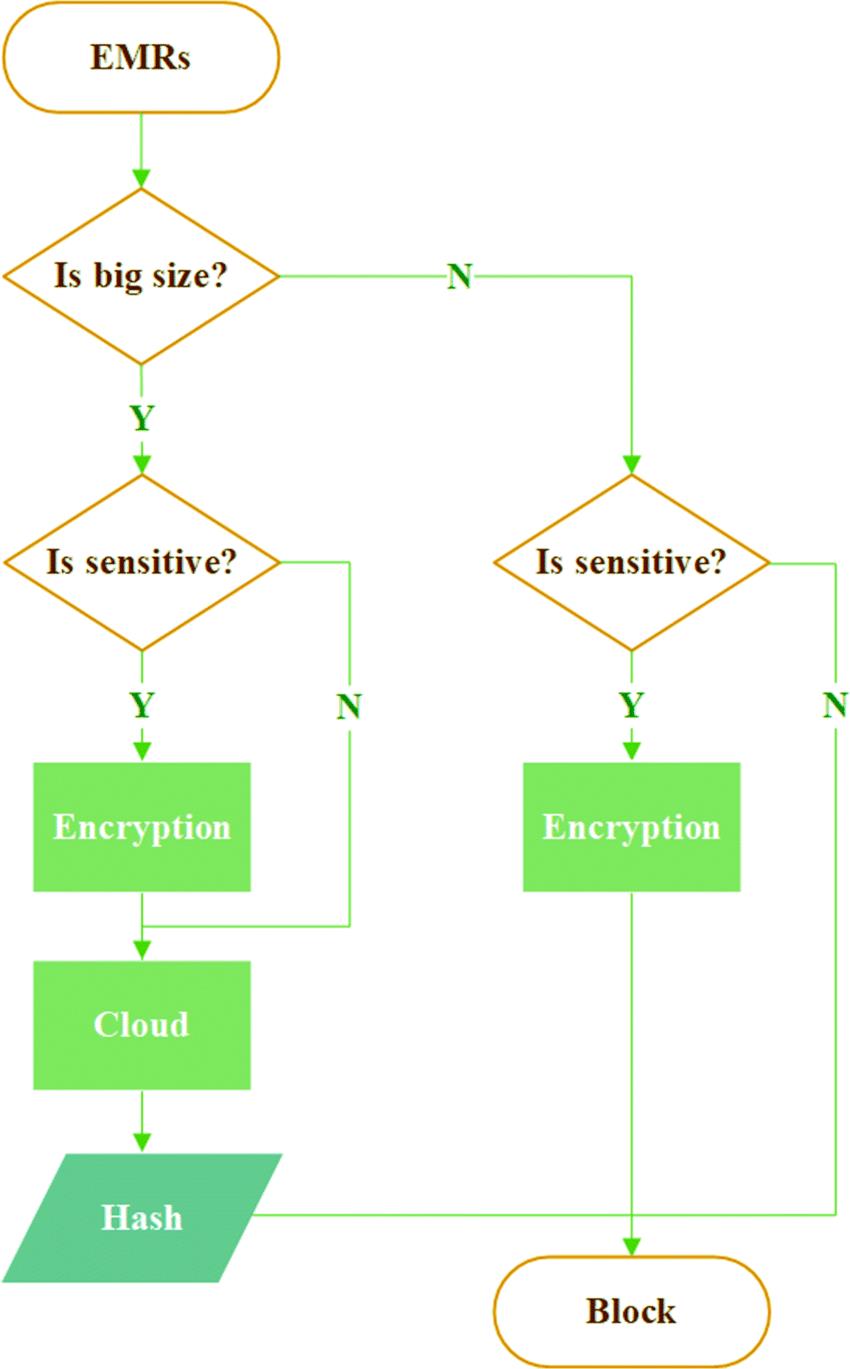 EMRs
Is big size?
N
Y
Is sensitive?
Is sensitive?
Y
N
Y
N
Encryption
Encryption
Cloud
Hash
Block